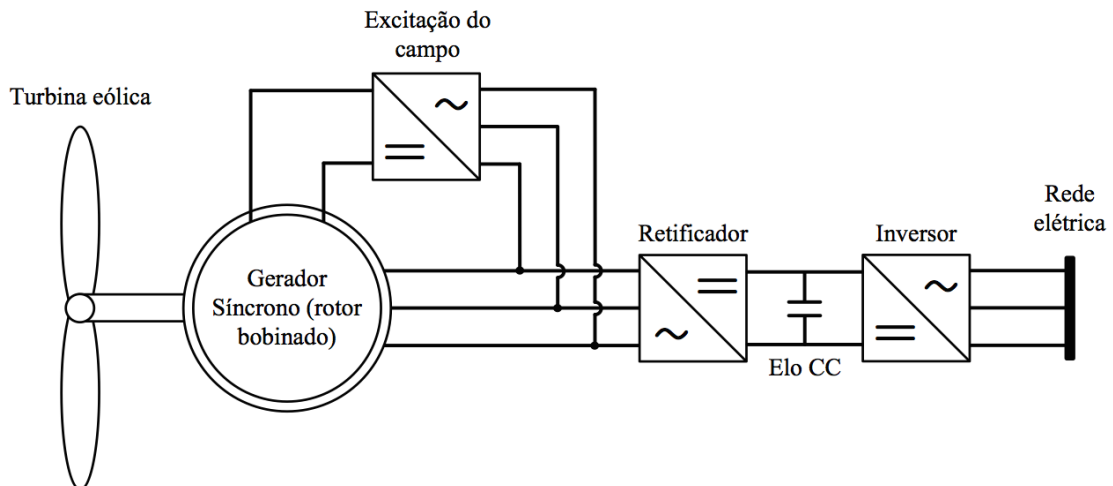 Excitação do
campo
Turbina eólica
Rede
elétrica
Retificador
Inversor
Gerador
Síncrono (rotor
bobinado)
Elo CC